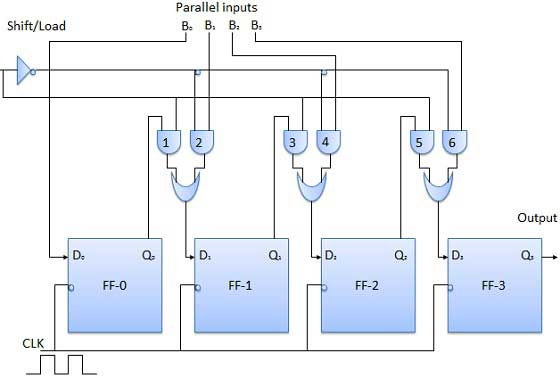 Parallel inputs
Shift/Load
B₀ B₁ B₂ B₃
1 2 3 4 5 6
Output
D₀ Q₀ D₁ Q₁ D₂ Q₂ D₃ Q₃
FF-0 FF-1 FF-2 FF-3
CLK